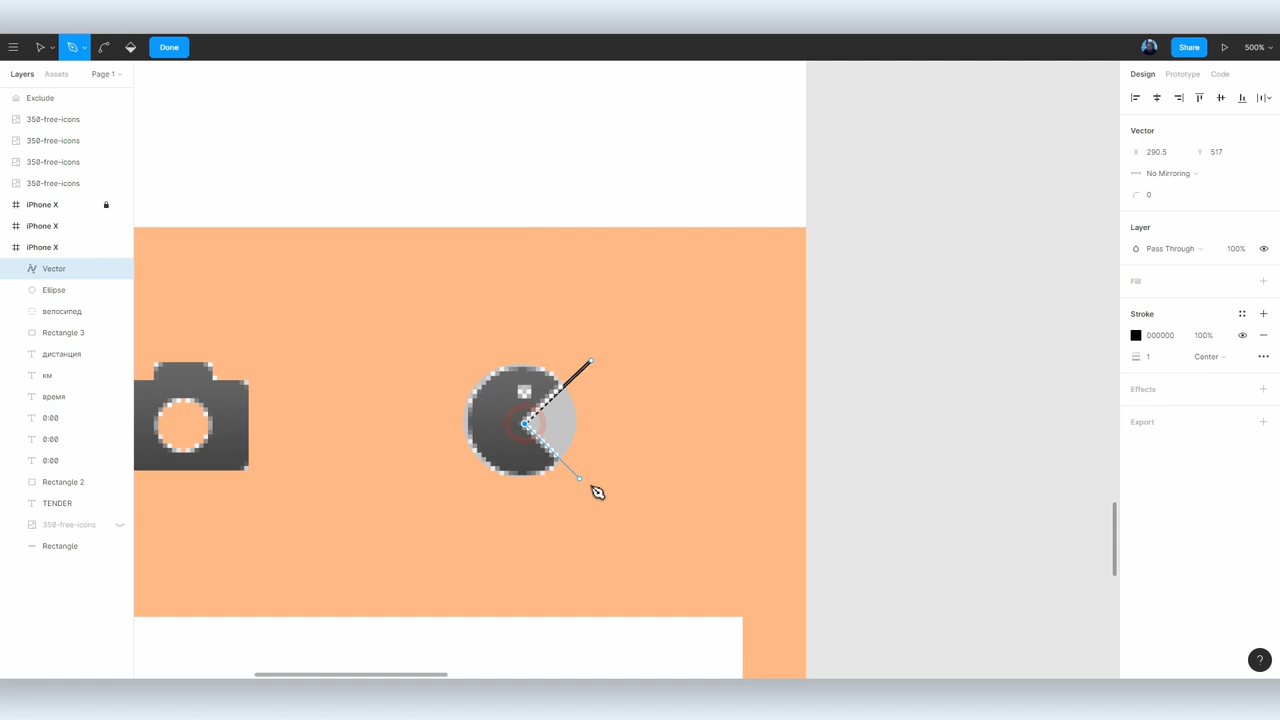 Done
Share
500%
Layers
Assets
Page 1
Design
Prototype
Code
Exclude
350-free-icons
350-free-icons
350-free-icons
350-free-icons
iPhone X
iPhone X
iPhone X
Vector
Ellipse
велосипед
Rectangle 3
дистанция
км
время
0:00
0:00
0:00
Rectangle 2
TENDER
350-free-icons
Rectangle
Vector
X 290.5 Y 517
No Mirroring
0
Layer
Pass Through 100%
Fill
Stroke
000000 100%
1 Center
Effects
Export
?